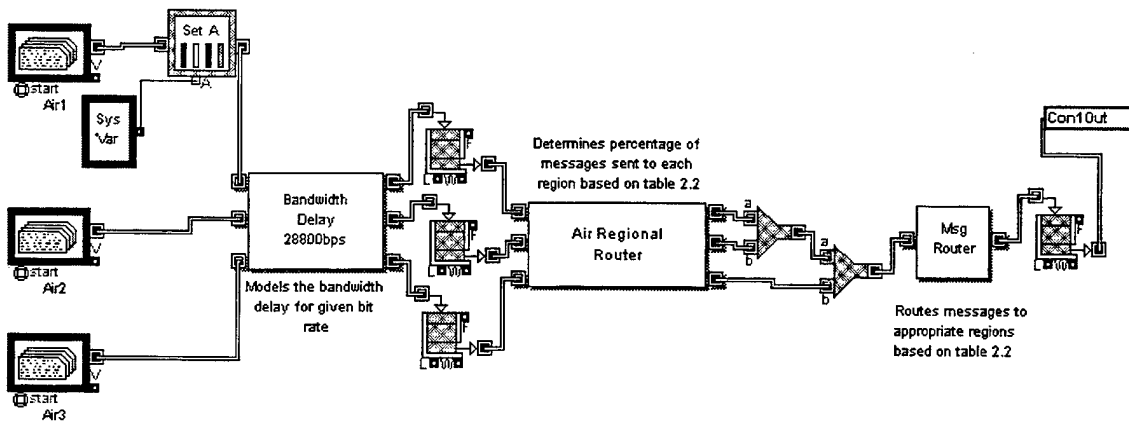 Set A
V
A
start
Air1
Sys
Var
Bandwidth
Delay
28800bps
Models the bandwidth
delay for given bit
rate
V
start
Air2
V
start
Air3
F
L
F
L
F
L
Determines percentage of
messages sent to each
region based on table 2.2
Air Regional
Router
a
b
a
b
Msg
Router
Routes messages to
appropriate regions
based on table 2.2
F
L
Con1Out